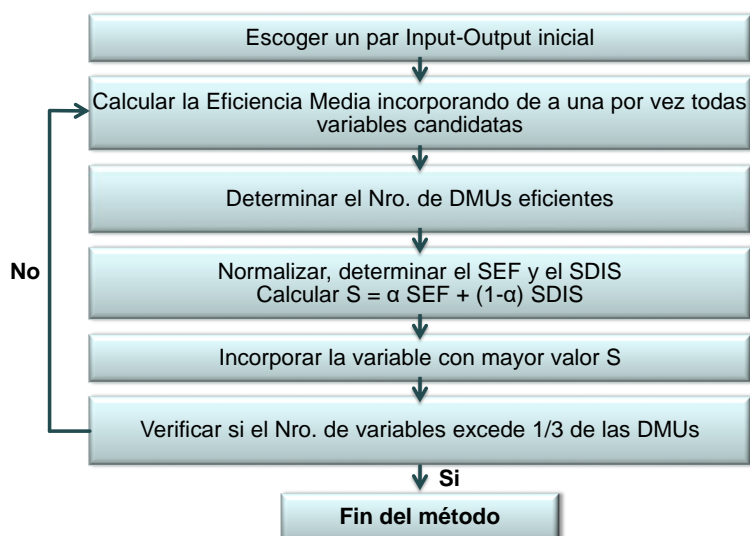 Escoger un par Input-Output inicial
Calcular la Eficiencia Media incorporando de a una por vez todas
variables candidatas
Determinar el Nro. de DMUs eficientes
No
Normalizar, determinar el SEF y el SDIS
Calcular S = α SEF + (1-α) SDIS
Incorporar la variable con mayor valor S
Verificar si el Nro. de variables excede 1/3 de las DMUs
Si
Fin del método